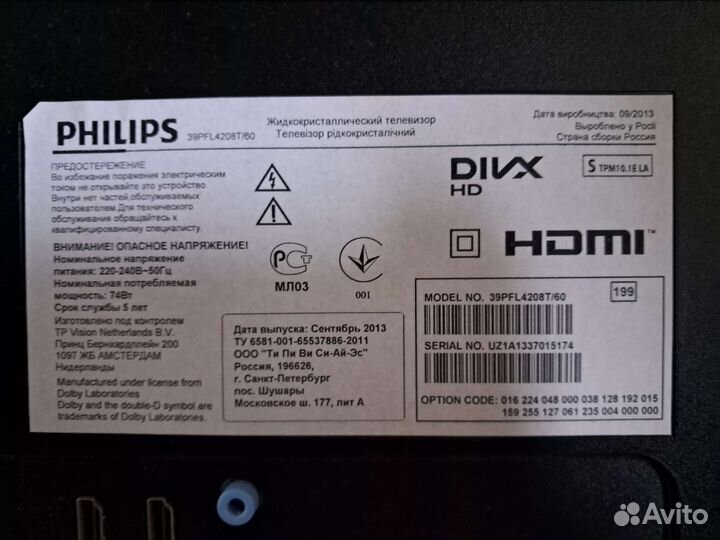 PHILIPS 39PFL4208T/60
Жидкокристаллический телевизор
Телевізор рідкокристалічний
Дата виробництва: 09/2013
Вироблено у Росії
Страна сборки Россия
ПРЕДОСТЕРЕЖЕНИЕ
Во избежание поражения электрическим
током не открывайте это устройство
Внутри нет частей,обслуживаемых
пользователем.Для технического
обслуживания обращайтесь к
квалифицированному специалисту.
ВНИМАНИЕ! ОПАСНОЕ НАПРЯЖЕНИЕ!
Номинальное напряжение
питания: 220-240В~50Гц
Номинальная потребляемая
мощность: 74Вт
Срок службы 5 лет
Изготовлено под контролем
TP Vision Netherlands B.V.
Принц Бернхардплейн 200
1097 ЖБ АМСТЕРДАМ
Нидерланды
Manufactured under license from
Dolby Laboratories.
Dolby and the double-D symbol are
trademarks of Dolby Laboratories.
МЛ03
001
Дата выпуска: Сентябрь 2013
ТУ 6581-001-65537886-2011
ООО "Ти Пи Ви Си-Ай-Эс"
Россия, 196626,
г. Санкт-Петербург
пос. Шушары
Московское ш. 177, лит А
DIVX
HD
S TPM10.1E LA
HDMI™
MODEL NO. 39PFL4208T/60
199
SERIAL NO. UZ1A1337015174
OPTION CODE: 016 224 048 000 038 128 192 015
159 255 127 061 235 004 000 000
Avito